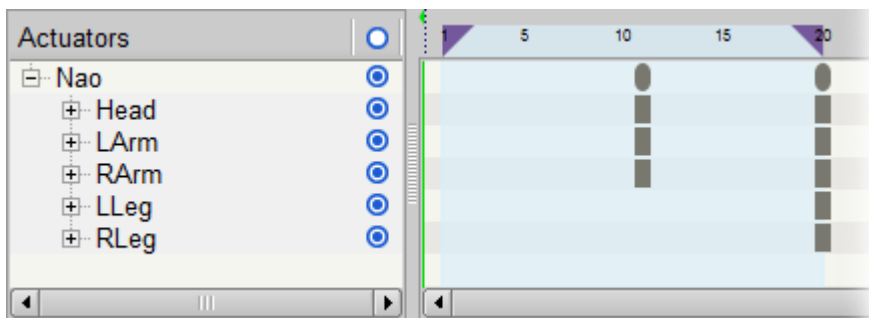 Actuators
1 5 10 15 20
Nao
Head
LArm
RArm
LLeg
RLeg